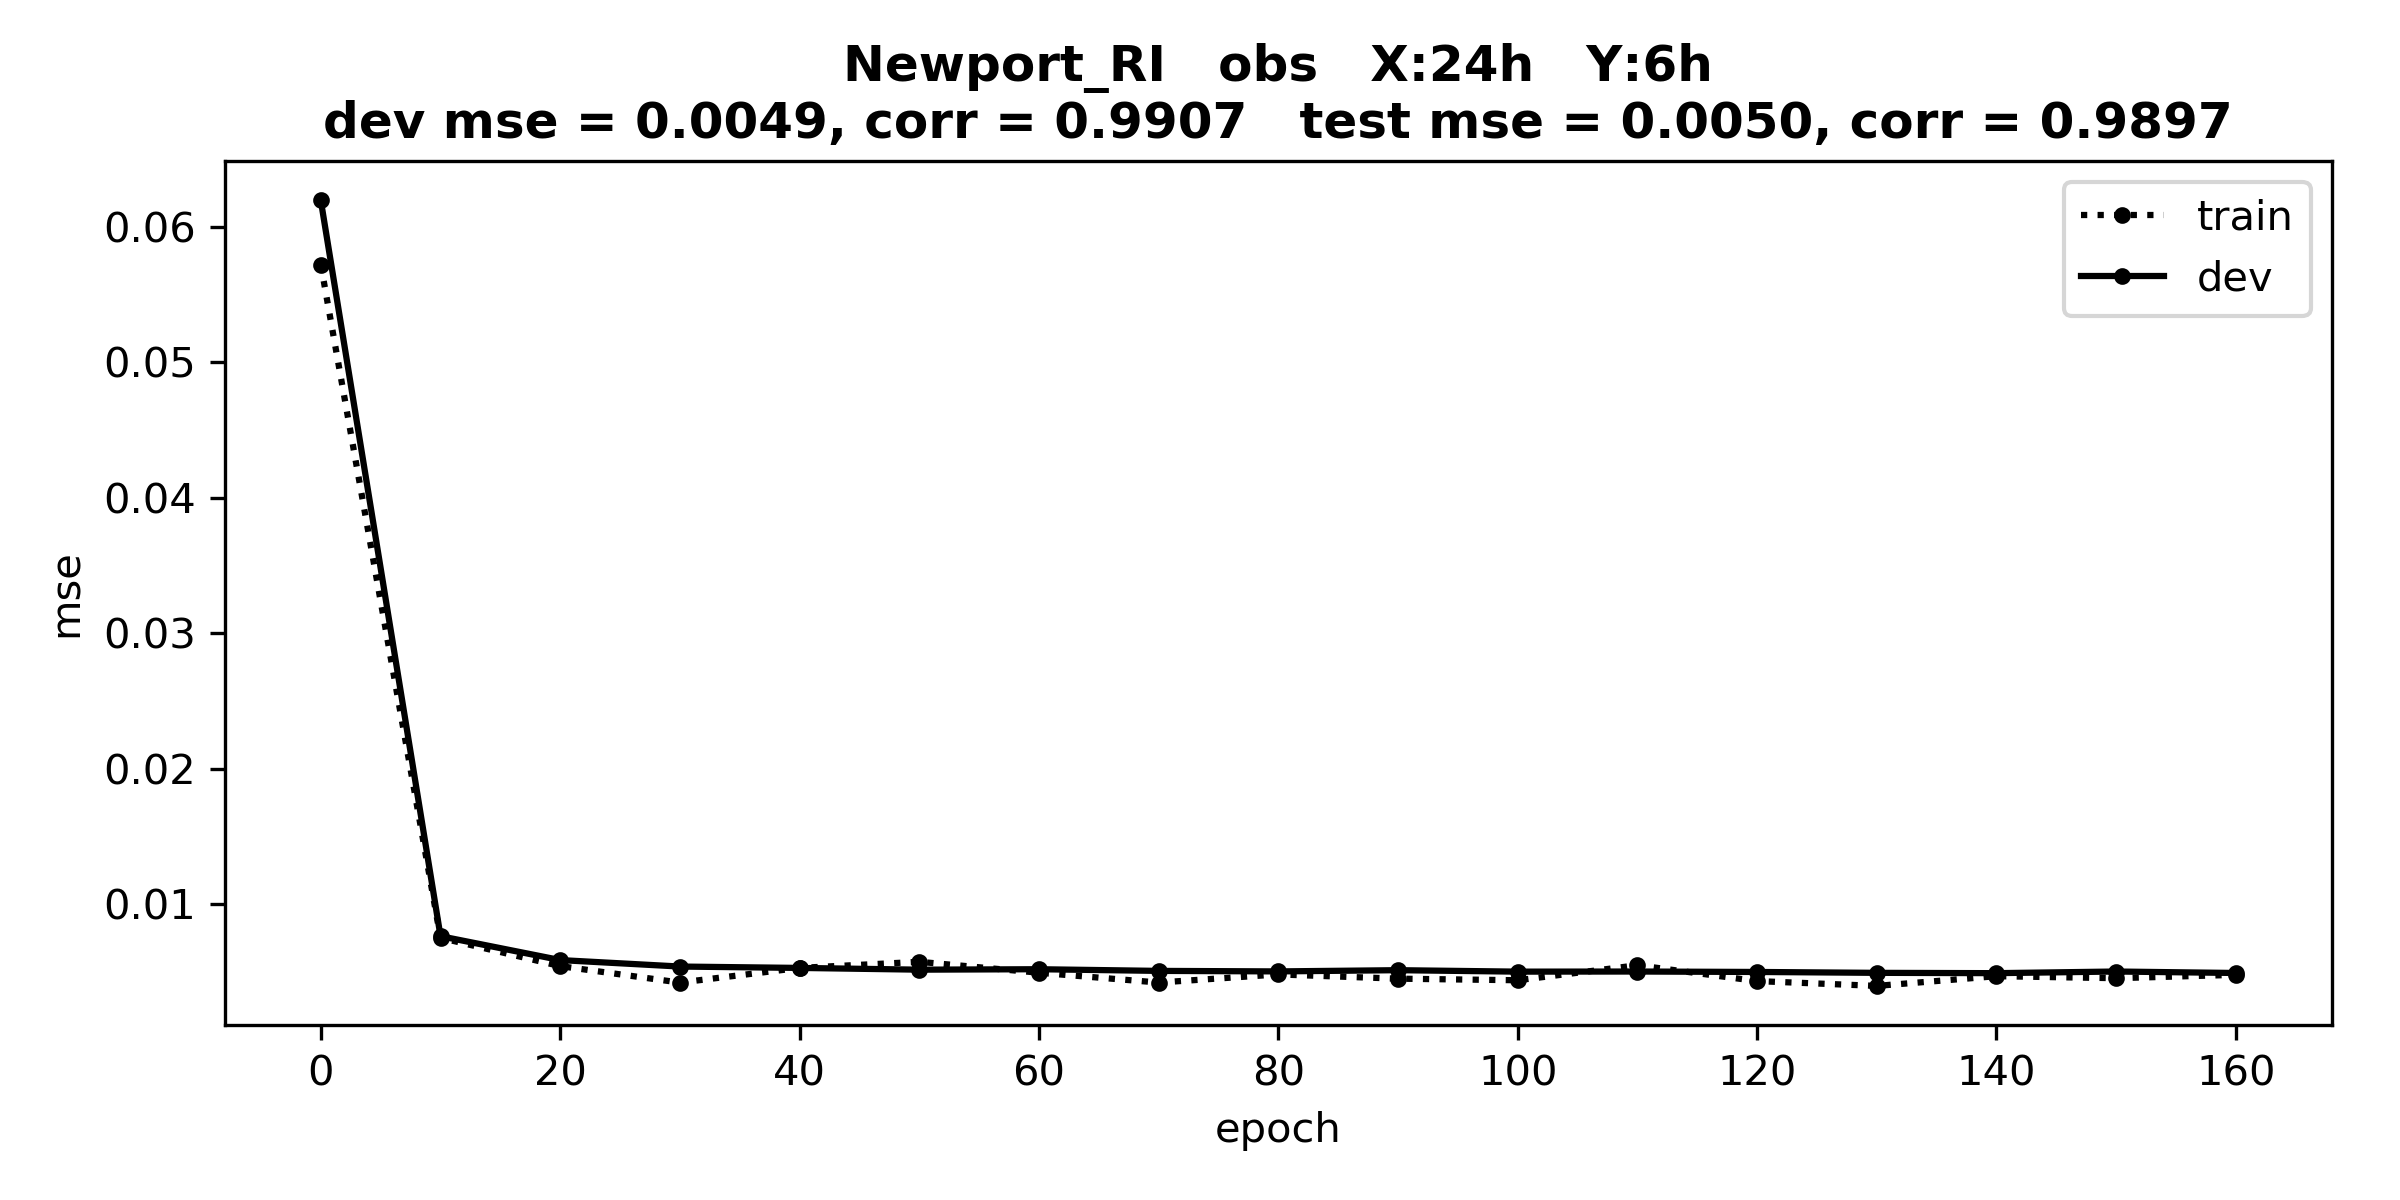 Newport_RI obs X:24h Y:6h
dev mse = 0.0049, corr = 0.9907 test mse = 0.0050, corr = 0.9897
train
dev
0.06
0.05
0.04
0.03
0.02
0.01
mse
0 20 40 60 80 100 120 140 160
epoch